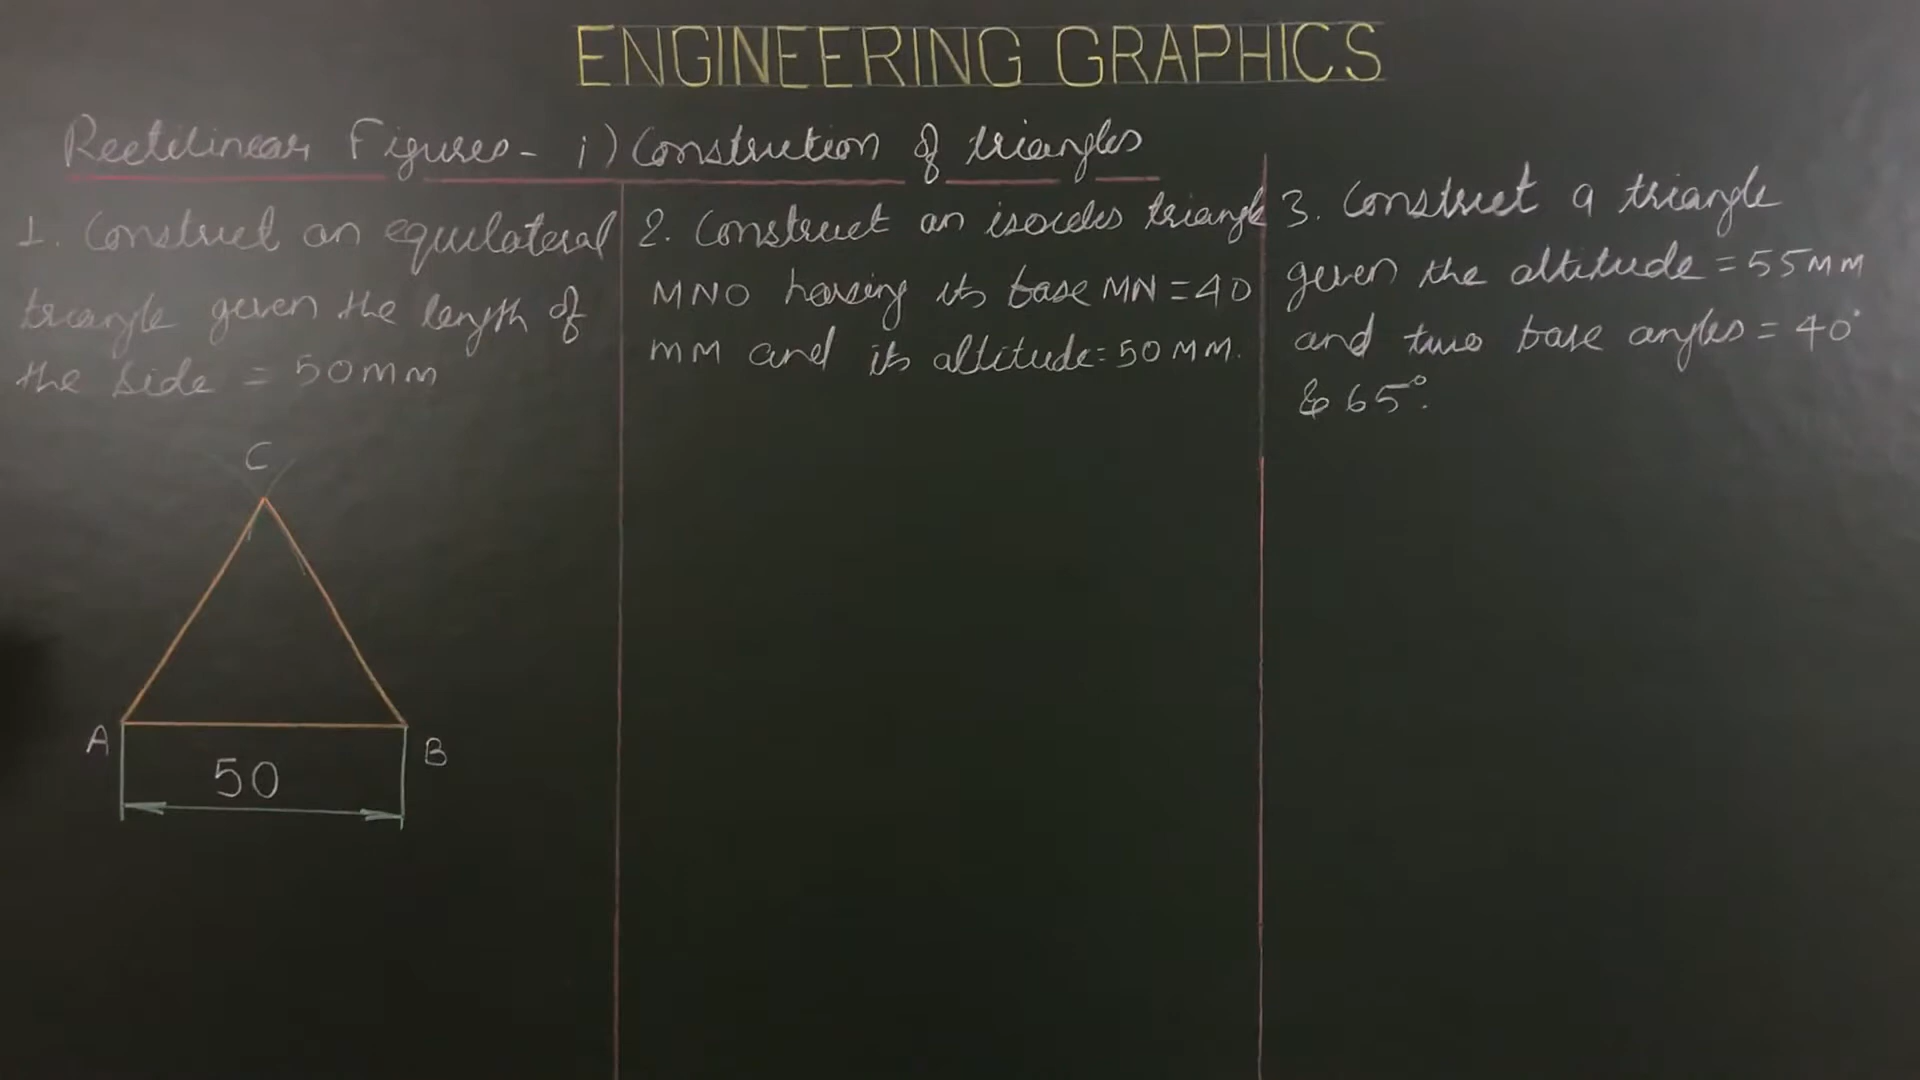 ENGINEERING GRAPHICS
Rectilinear Figures - i) Construction of triangles
1. Construct an equilateral
triangle given the length of
the side = 50mm
2. Construct an isoceles triangle
MNO having its base MN = 40
MM and its altitude = 50 MM.
3. Construct a triangle
given the altitude = 55MM
and two base angles = 40°
& 65°.
C
A
B
50